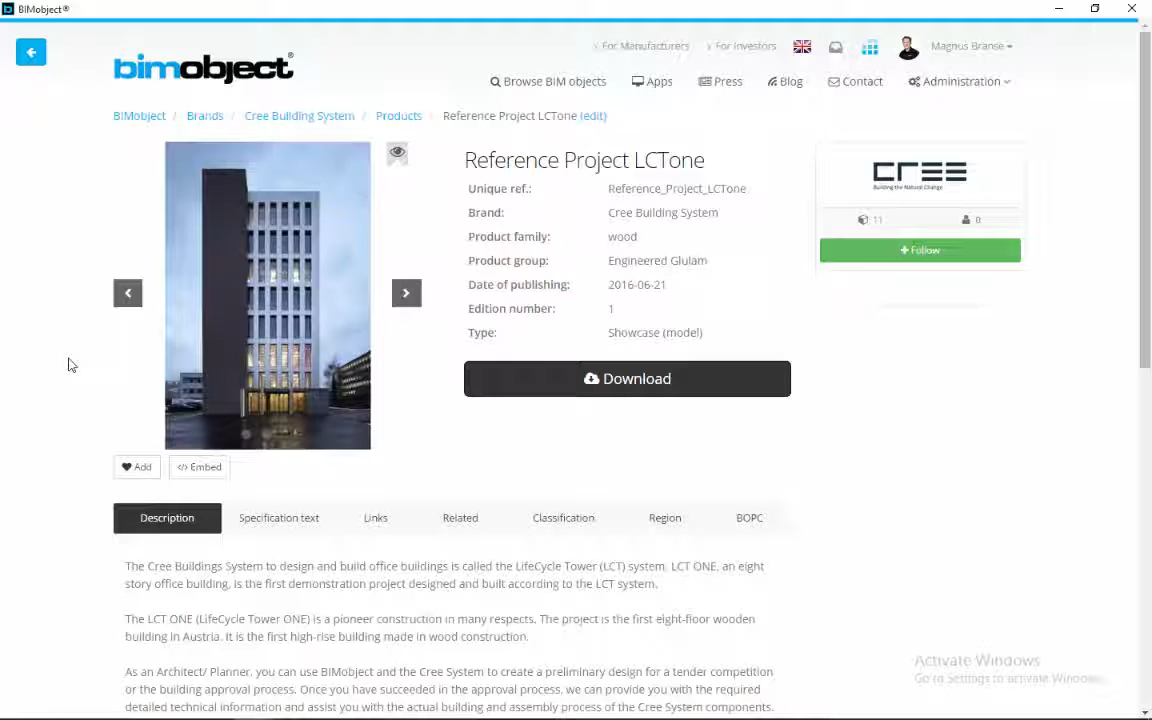 BIMobject®
bimobject®
For Manufacturers
For Investors
Magnus Branse
Browse BIM objects
Apps
Press
Blog
Contact
Administration
BIMobject / Brands / Cree Building System / Products / Reference Project LCTone (edit)
Reference Project LCTone
Unique ref.: Reference_Project_LCTone
Brand: Cree Building System
Product family: wood
Product group: Engineered Glulam
Date of publishing: 2016-06-21
Edition number: 1
Type: Showcase (model)
Download
CREE
Building the Natural Change
11
0
+ Follow
Add
</> Embed
Description
Specification text
Links
Related
Classification
Region
BOPC
The Cree Buildings System to design and build office buildings is called the LifeCycle Tower (LCT) system. LCT ONE, an eight
story office building, is the first demonstration project designed and built according to the LCT system.
The LCT ONE (LifeCycle Tower ONE) is a pioneer construction in many respects. The project is the first eight-floor wooden
building in Austria. It is the first high-rise building made in wood construction.
As an Architect/ Planner, you can use BIMobject and the Cree System to create a preliminary design for a tender competition
or the building approval process. Once you have succeeded in the approval process, we can provide you with the required
detailed technical information and assist you with the actual building and assembly process of the Cree System components.
Activate Windows
Go to Settings to activate Windows.